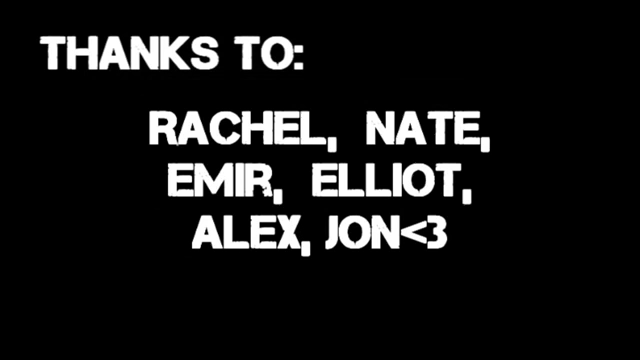 THANKS TO:
RACHEL, NATE,
EMIR, ELLIOT,
ALEX, JON<3